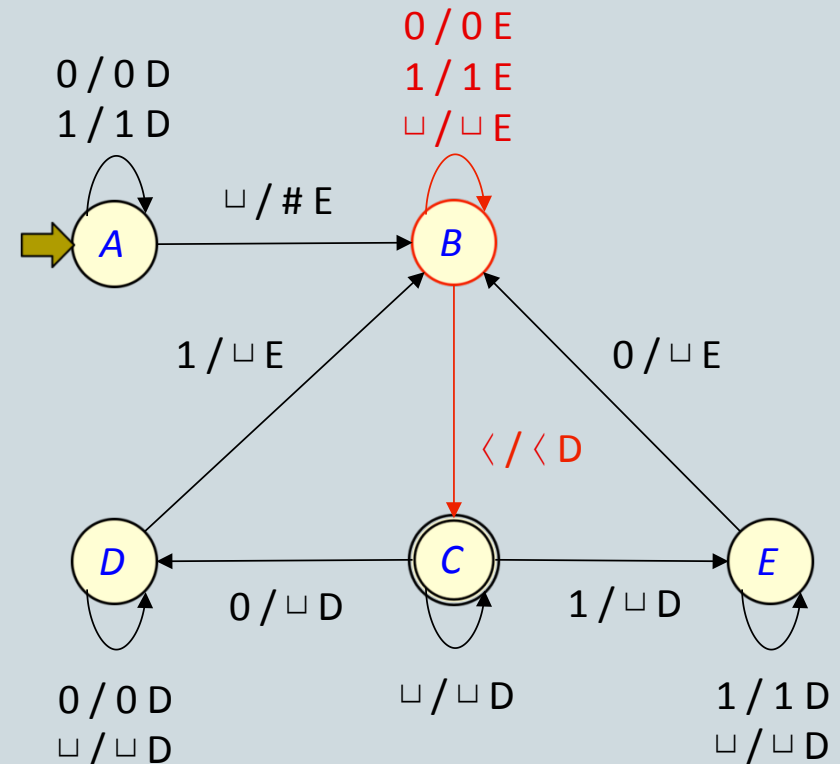 0 / 0 E
1 / 1 E
⊔ / ⊔ E
0 / 0 D
1 / 1 D
⊔ / # E
A
B
1 / ⊔ E
0 / ⊔ E
〈 / 〈 D
D
C
E
0 / ⊔ D
1 / ⊔ D
0 / 0 D
⊔ / ⊔ D
⊔ / ⊔ D
1 / 1 D
⊔ / ⊔ D